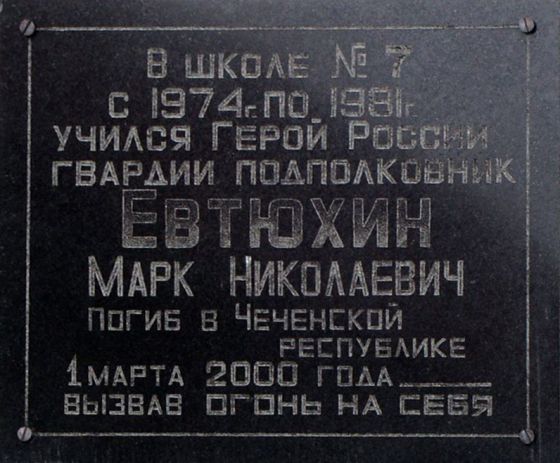 В ШКОЛЕ № 7
С 1974г. ПО 1981г.
УЧИЛСЯ ГЕРОЙ РОССИИ
ГВАРДИИ ПОДПОЛКОВНИК
ЕВТЮХИН
МАРК НИКОЛАЕВИЧ
ПОГИБ В ЧЕЧЕНСКОЙ
РЕСПУБЛИКЕ
1 МАРТА 2000 ГОДА
ВЫЗВАВ ОГОНЬ НА СЕБЯ